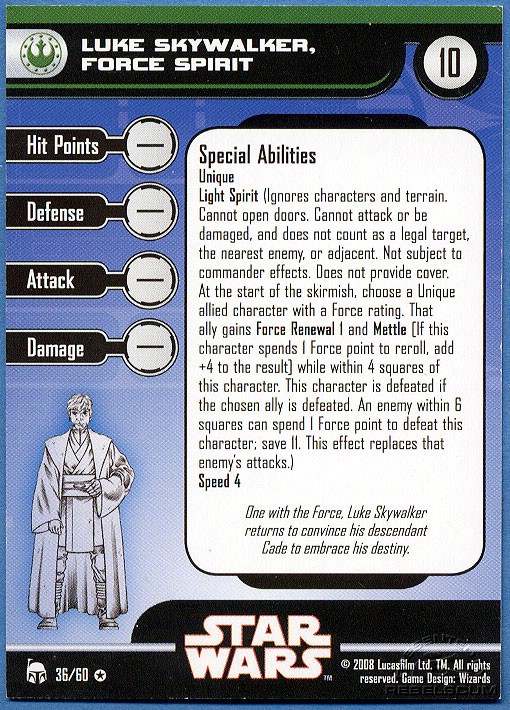 LUKE SKYWALKER,
FORCE SPIRIT
10
Hit Points —
Defense —
Attack —
Damage —
Special Abilities
Unique
Light Spirit (Ignores characters and terrain.
Cannot open doors. Cannot attack or be
damaged, and does not count as a legal target,
the nearest enemy, or adjacent. Not subject to
commander effects. Does not provide cover.
At the start of the skirmish, choose a Unique
allied character with a Force rating. That
ally gains Force Renewal 1 and Mettle [If this
character spends 1 Force point to reroll, add
+4 to the result] while within 4 squares of
this character. This character is defeated if
the chosen ally is defeated. An enemy within 6
squares can spend 1 Force point to defeat this
character; save 11. This effect replaces that
enemy's attacks.)
Speed 4
One with the Force, Luke Skywalker
returns to convince his descendant
Cade to embrace his destiny.
36/60
STAR
WARS
™
© 2008 Lucasfilm Ltd. TM. All rights
reserved. Game Design: Wizards
REBELSCUM